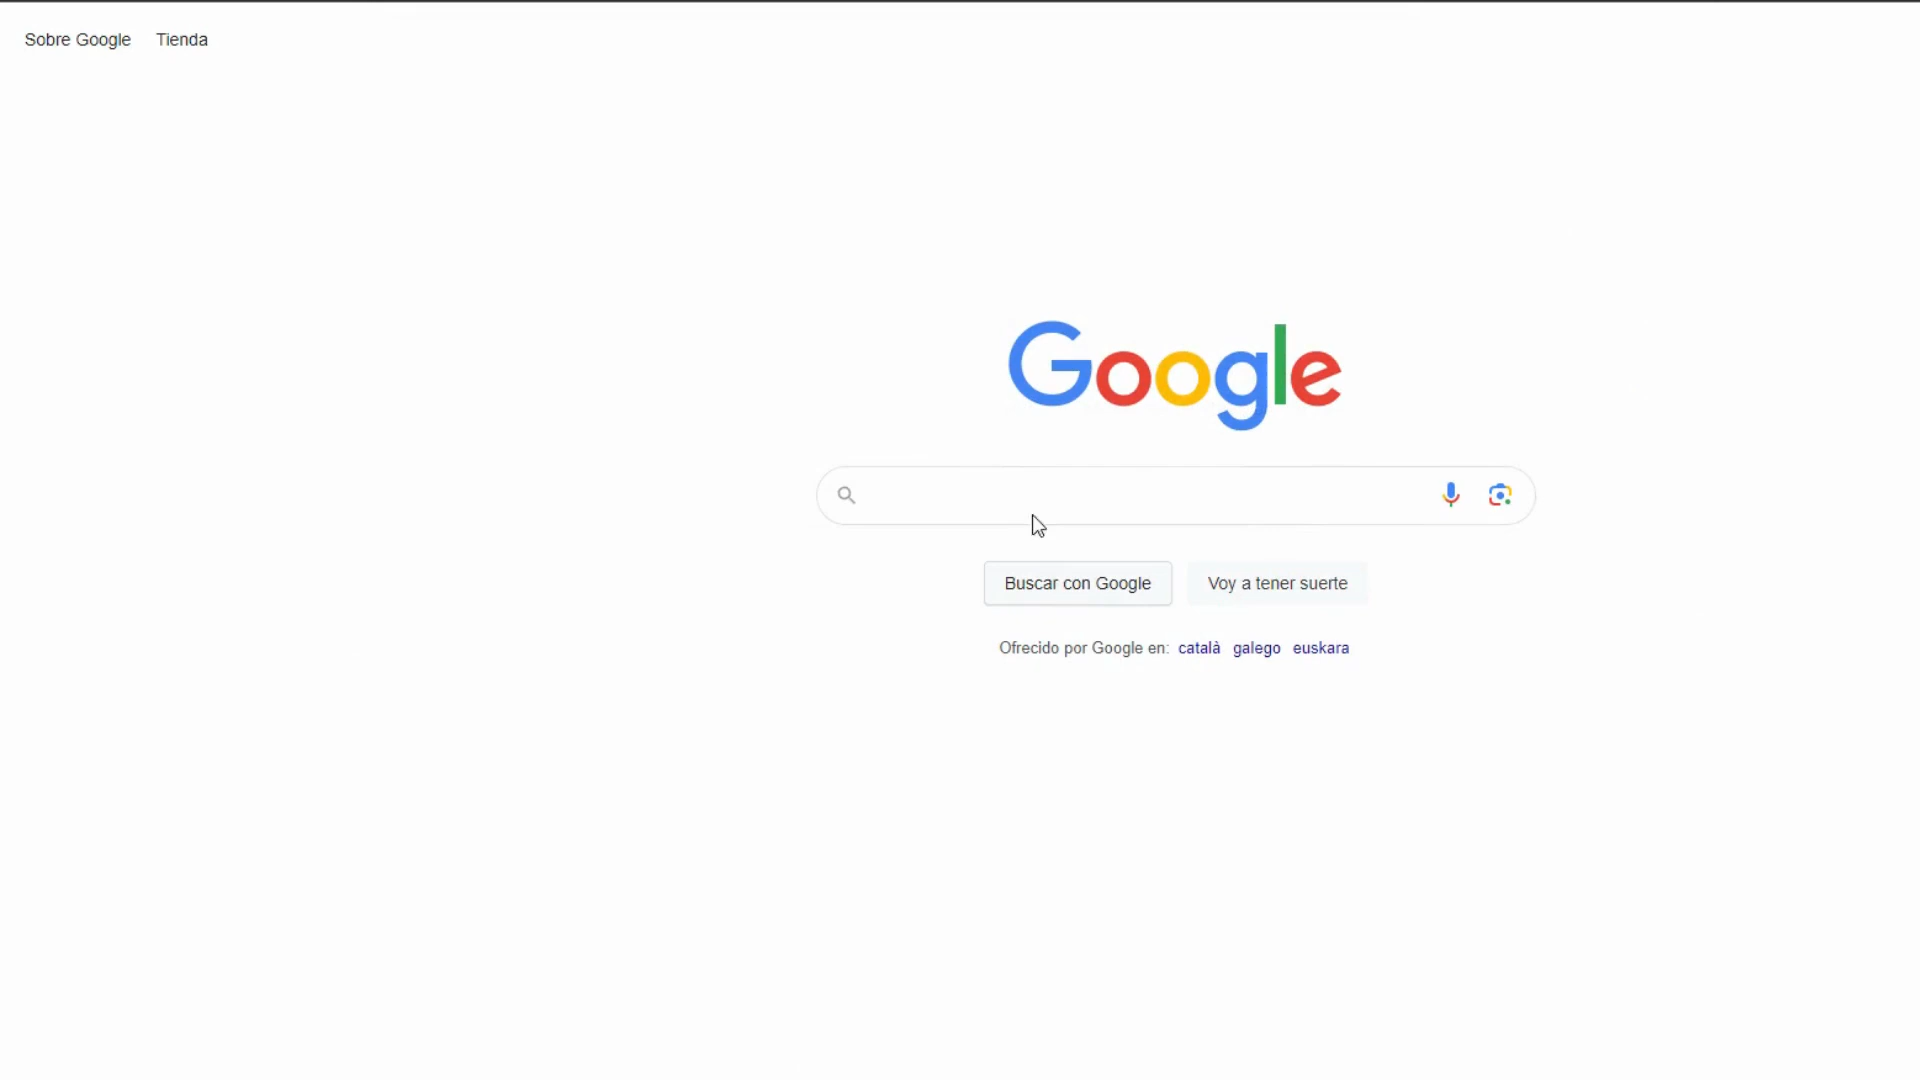 Sobre Google Tienda
Google
Buscar con Google Voy a tener suerte
Ofrecido por Google en: català galego euskara